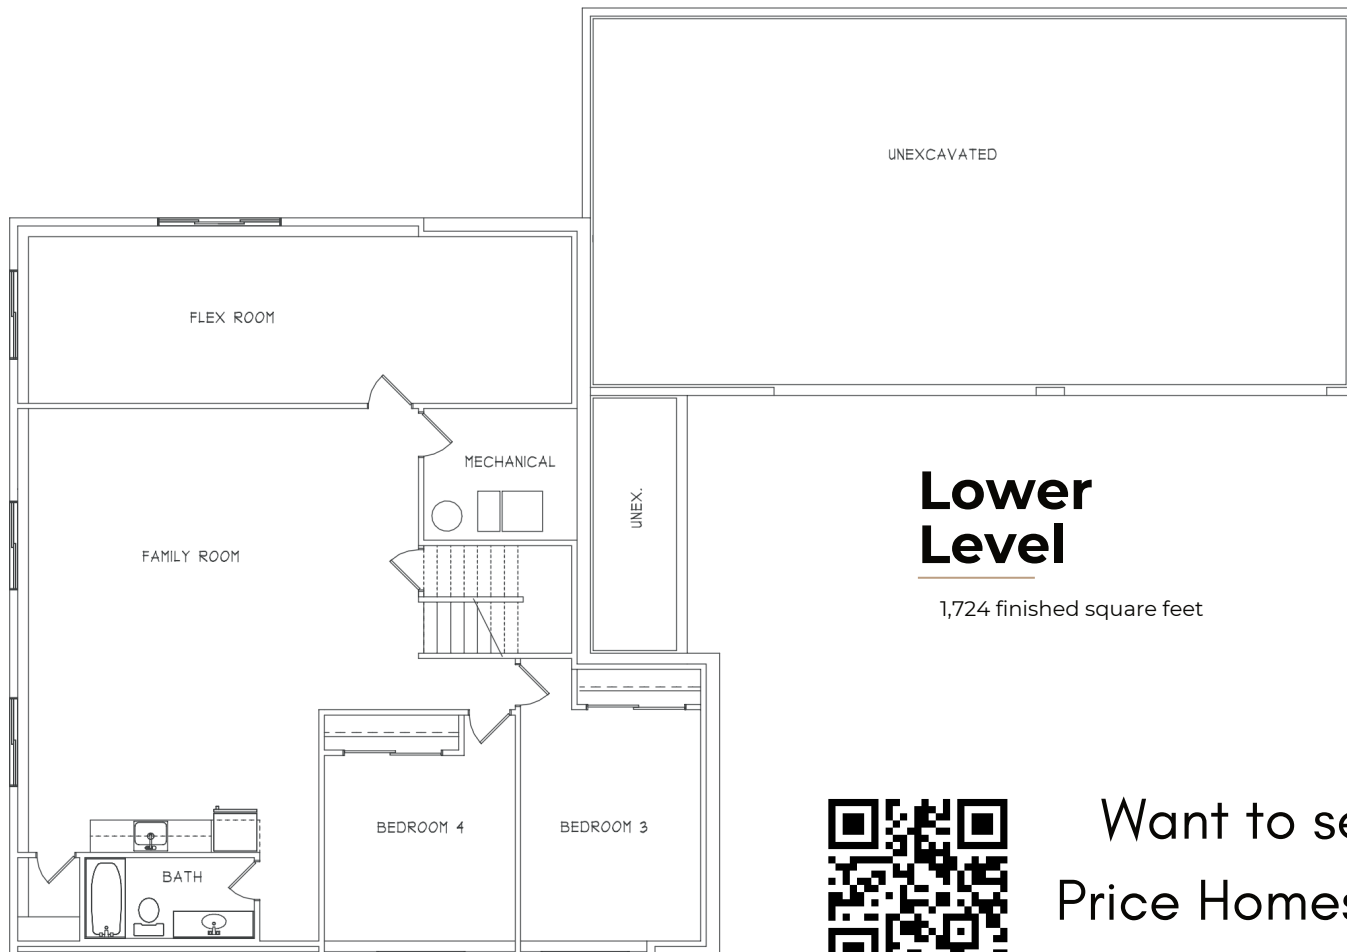 UNEXCAVATED
FLEX ROOM
MECHANICAL
UNEX.
FAMILY ROOM
Lower
Level
1,724 finished square feet
BEDROOM 4
BEDROOM 3
BATH
Want to se
Price Homes